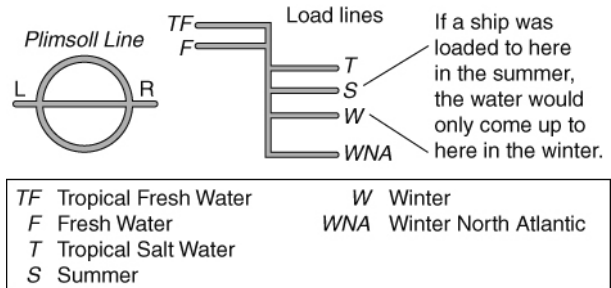 Plimsoll Line
L R
Load lines
TF
F
T
S
W
WNA
If a ship was
loaded to here
in the summer,
the water would
only come up to
here in the winter.
TF Tropical Fresh Water
F Fresh Water
T Tropical Salt Water
S Summer
W Winter
WNA Winter North Atlantic